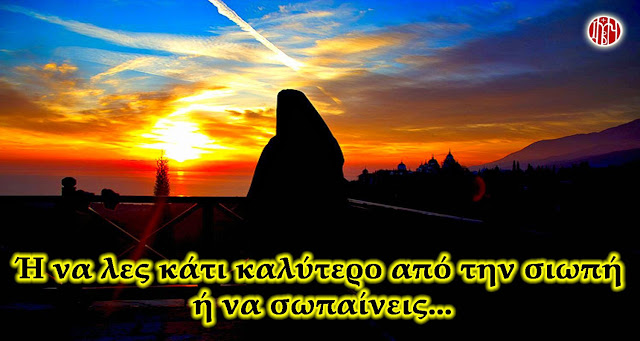 Ή να λες κάτι καλύτερο από την σιωπή
ή να σωπαίνεις...